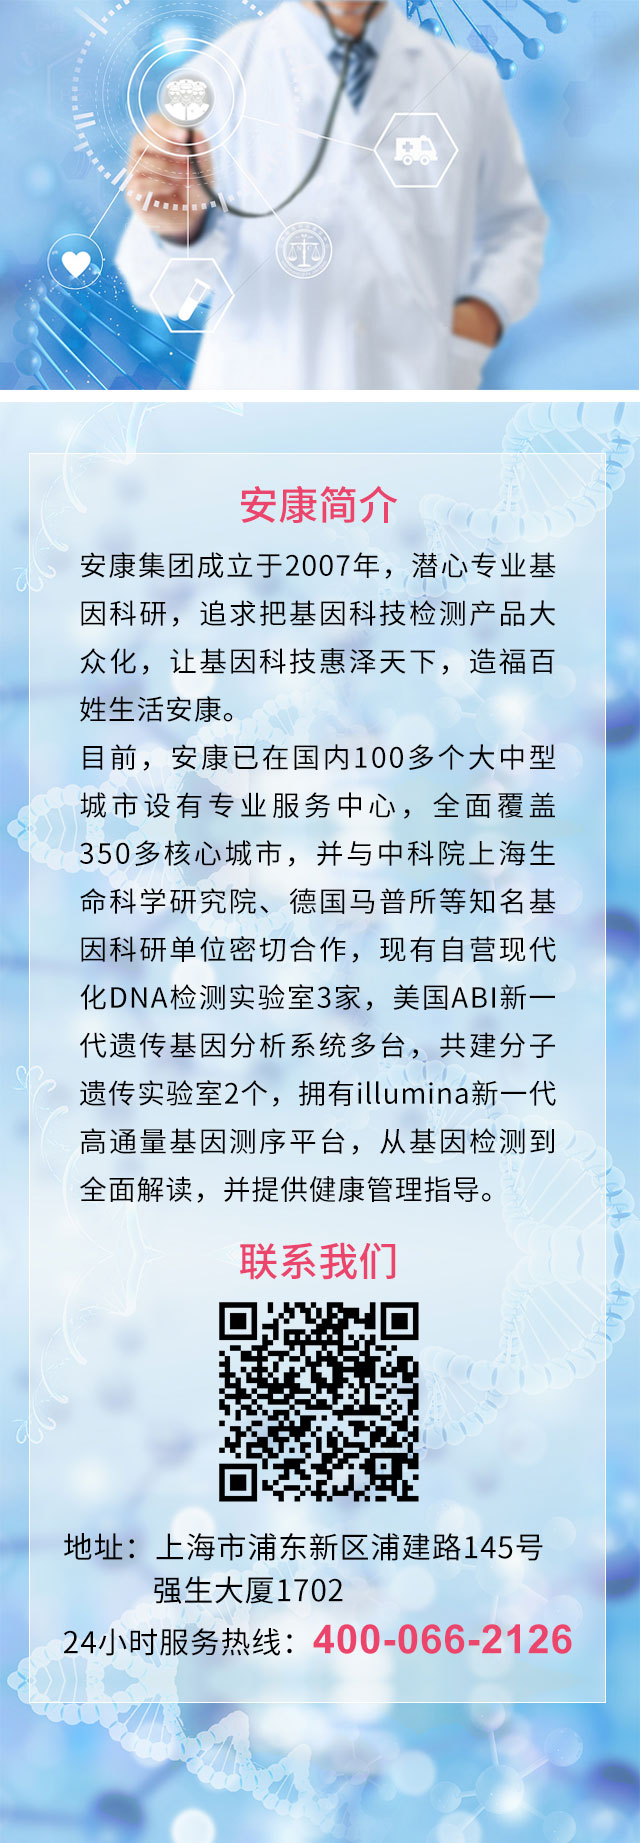 安康简介
安康集团成立于2007年，潜心专业基
因科研，追求把基因科技检测产品大
众化，让基因科技惠泽天下，造福百
姓生活安康。
目前，安康已在国内100多个大中型
城市设有专业服务中心，全面覆盖
350多核心城市，并与中科院上海生
命科学研究院、德国马普所等知名基
因科研单位密切合作，现有自营现代
化DNA检测实验室3家，美国ABI新一
代遗传基因分析系统多台，共建分子
遗传实验室2个，拥有illumina新一代
高通量基因测序平台，从基因检测到
全面解读，并提供健康管理指导。
联系我们
地址：上海市浦东新区浦建路145号
强生大厦1702
24小时服务热线：400-066-2126